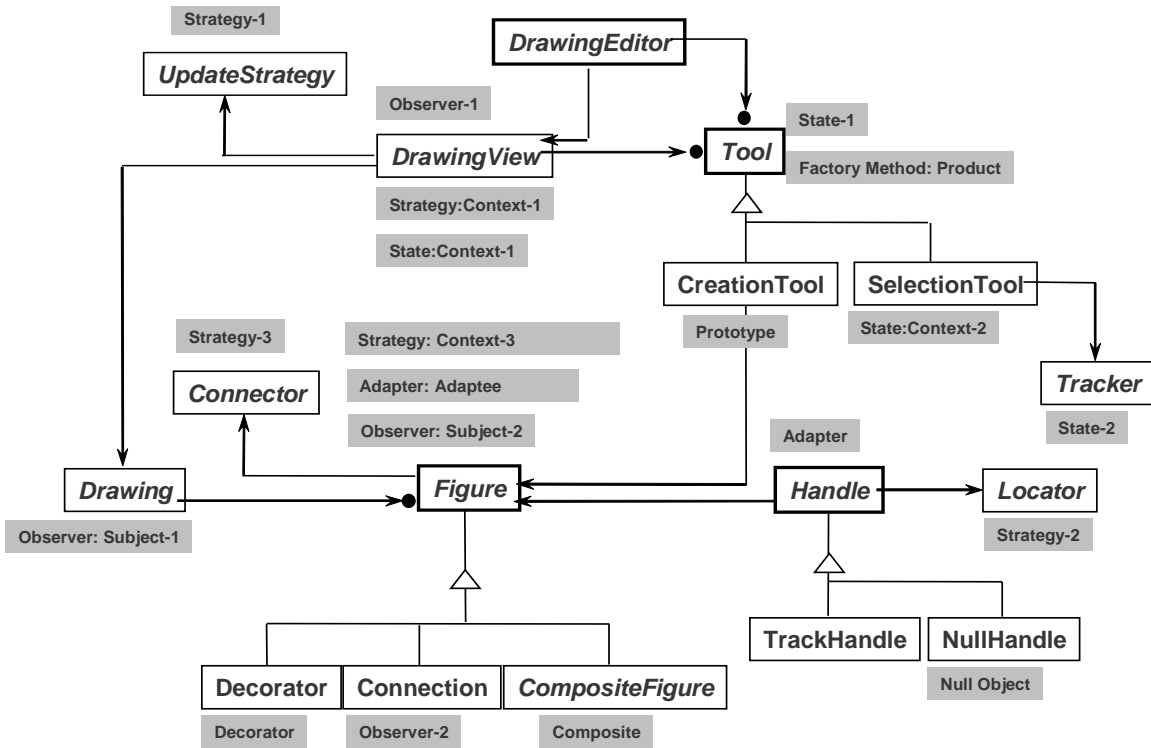 Strategy-1
DrawingEditor
UpdateStrategy
Observer-1
State-1
DrawingView
Tool
Factory Method: Product
Strategy:Context-1
State:Context-1
CreationTool
SelectionTool
Prototype
State:Context-2
Strategy-3
Strategy: Context-3
Connector
Adapter: Adaptee
Tracker
State-2
Observer: Subject-2
Adapter
Drawing
Figure
Handle
Locator
Observer: Subject-1
Strategy-2
TrackHandle
NullHandle
Null Object
Decorator
Connection
CompositeFigure
Decorator
Observer-2
Composite